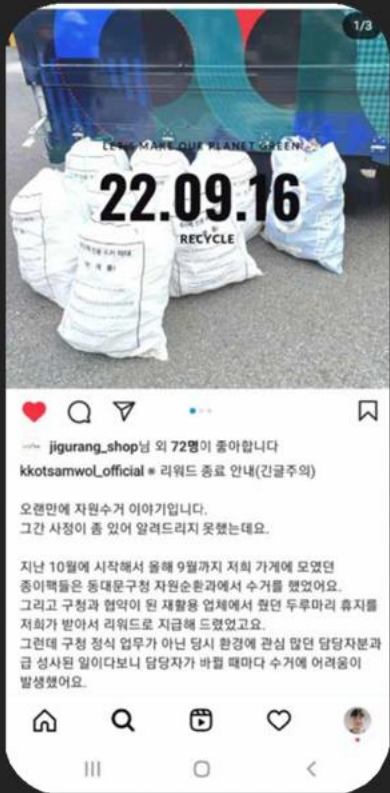 1/3
LET'S MAKE OUR PLANET GREEN
22.09.16
RECYCLE
jigurang_shop님 외 72명이 좋아합니다
kkotsamwol_official ※ 리워드 종료 안내(긴글주의)
오랜만에 자원수거 이야기입니다.
그간 사정이 좀 있어 알려드리지 못했는데요.
지난 10월에 시작해서 올해 9월까지 저희 가게에 모였던
종이팩들은 동대문구청 자원순환과에서 수거를 했었어요.
그리고 구청과 협약이 된 재활용 업체에서 줬던 두루마리 휴지를
저희가 받아서 리워드로 지급해 드렸었고요.
그런데 구청 정식 업무가 아닌 당시 환경에 관심 많던 담당자분과
급 성사된 일이다보니 담당자가 바뀔 때마다 수거에 어려움이
발생했어요.